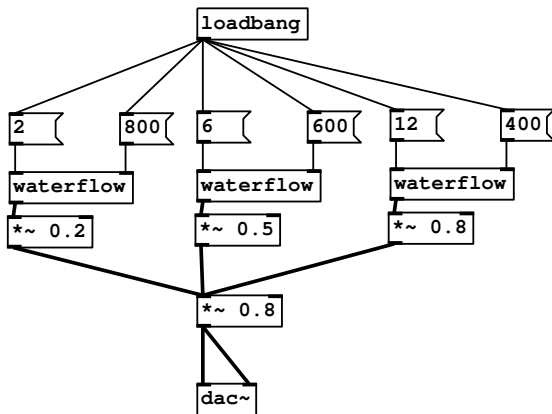 loadbang
2 800 6 600 12 400
waterflow waterflow waterflow
*~ 0.2 *~ 0.5 *~ 0.8
*~ 0.8
dac~